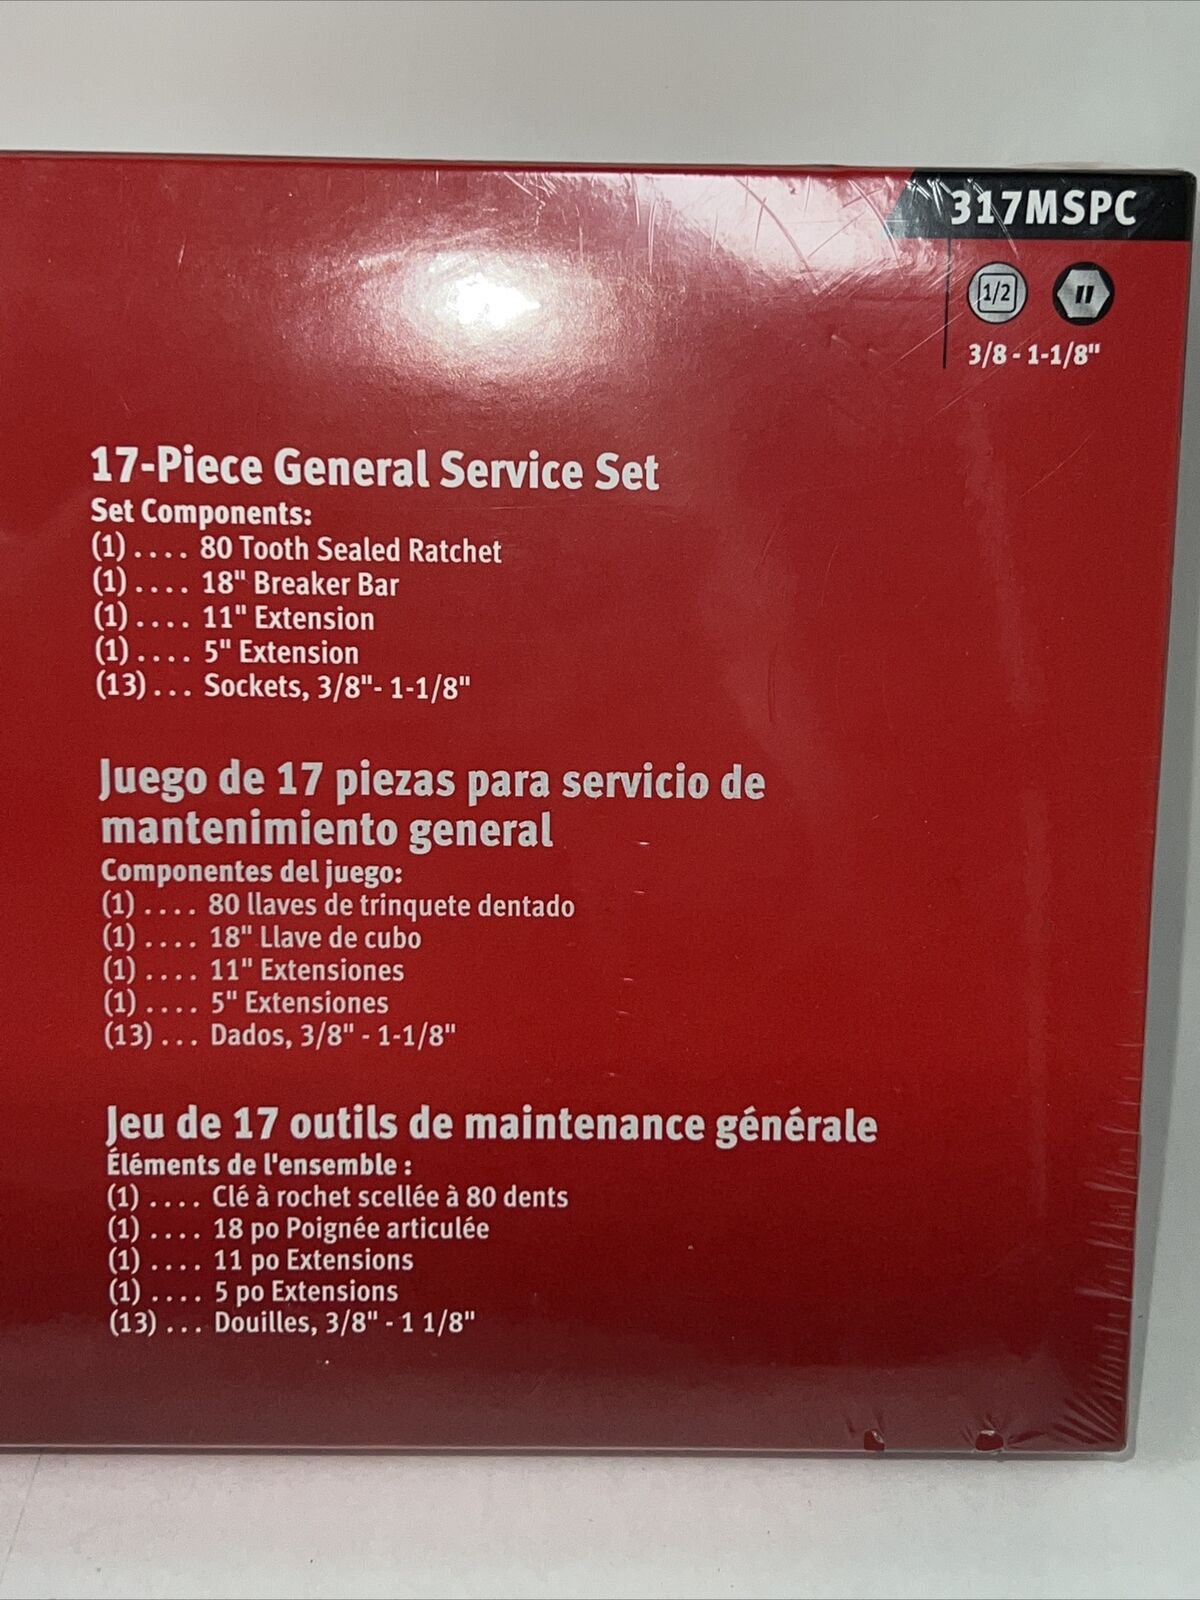 317MSPC
1/2 "
3/8 - 1-1/8"
17-Piece General Service Set
Set Components:
(1) .... 80 Tooth Sealed Ratchet
(1) .... 18" Breaker Bar
(1) .... 11" Extension
(1) .... 5" Extension
(13) ... Sockets, 3/8"- 1-1/8"
Juego de 17 piezas para servicio de
mantenimiento general
Componentes del juego:
(1) .... 80 llaves de trinquete dentado
(1) .... 18" Llave de cubo
(1) .... 11" Extensiones
(1) .... 5" Extensiones
(13) ... Dados, 3/8" - 1-1/8"
Jeu de 17 outils de maintenance générale
Éléments de l'ensemble :
(1) .... Clé à rochet scellée à 80 dents
(1) .... 18 po Poignée articulée
(1) .... 11 po Extensions
(1) .... 5 po Extensions
(13) ... Douilles, 3/8" - 1 1/8"